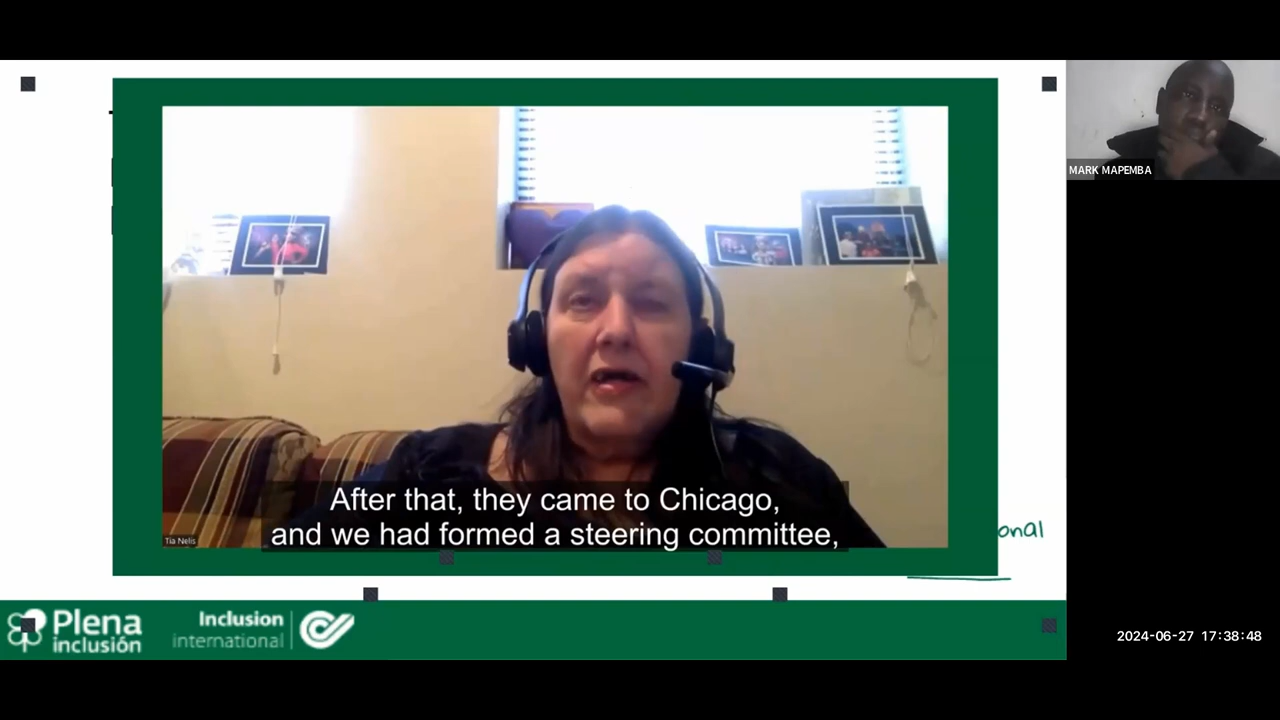 MARK MAPEMBA
After that, they came to Chicago,
and we had formed a steering committee,
Tia Nelis
onal
Plena
inclusión
Inclusion
international
2024-06-27 17:38:48